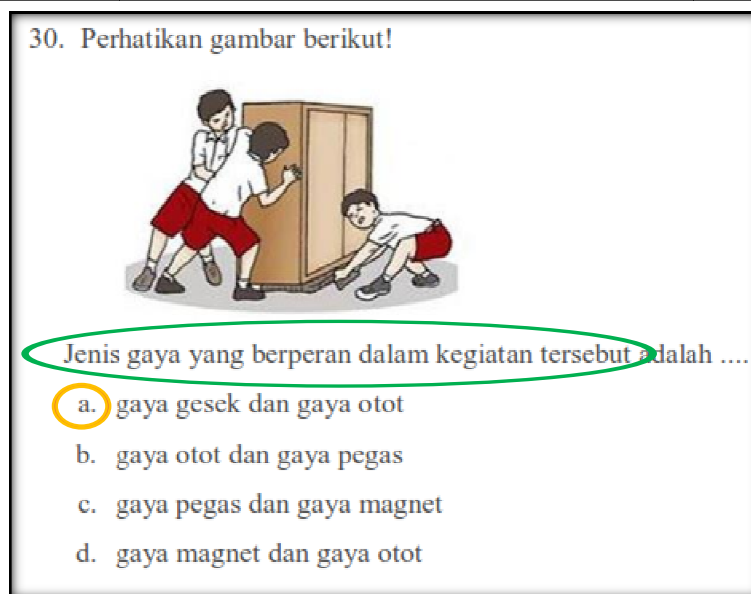 30. Perhatikan gambar berikut!
Jenis gaya yang berperan dalam kegiatan tersebut adalah ....
a. gaya gesek dan gaya otot
b. gaya otot dan gaya pegas
c. gaya pegas dan gaya magnet
d. gaya magnet dan gaya otot